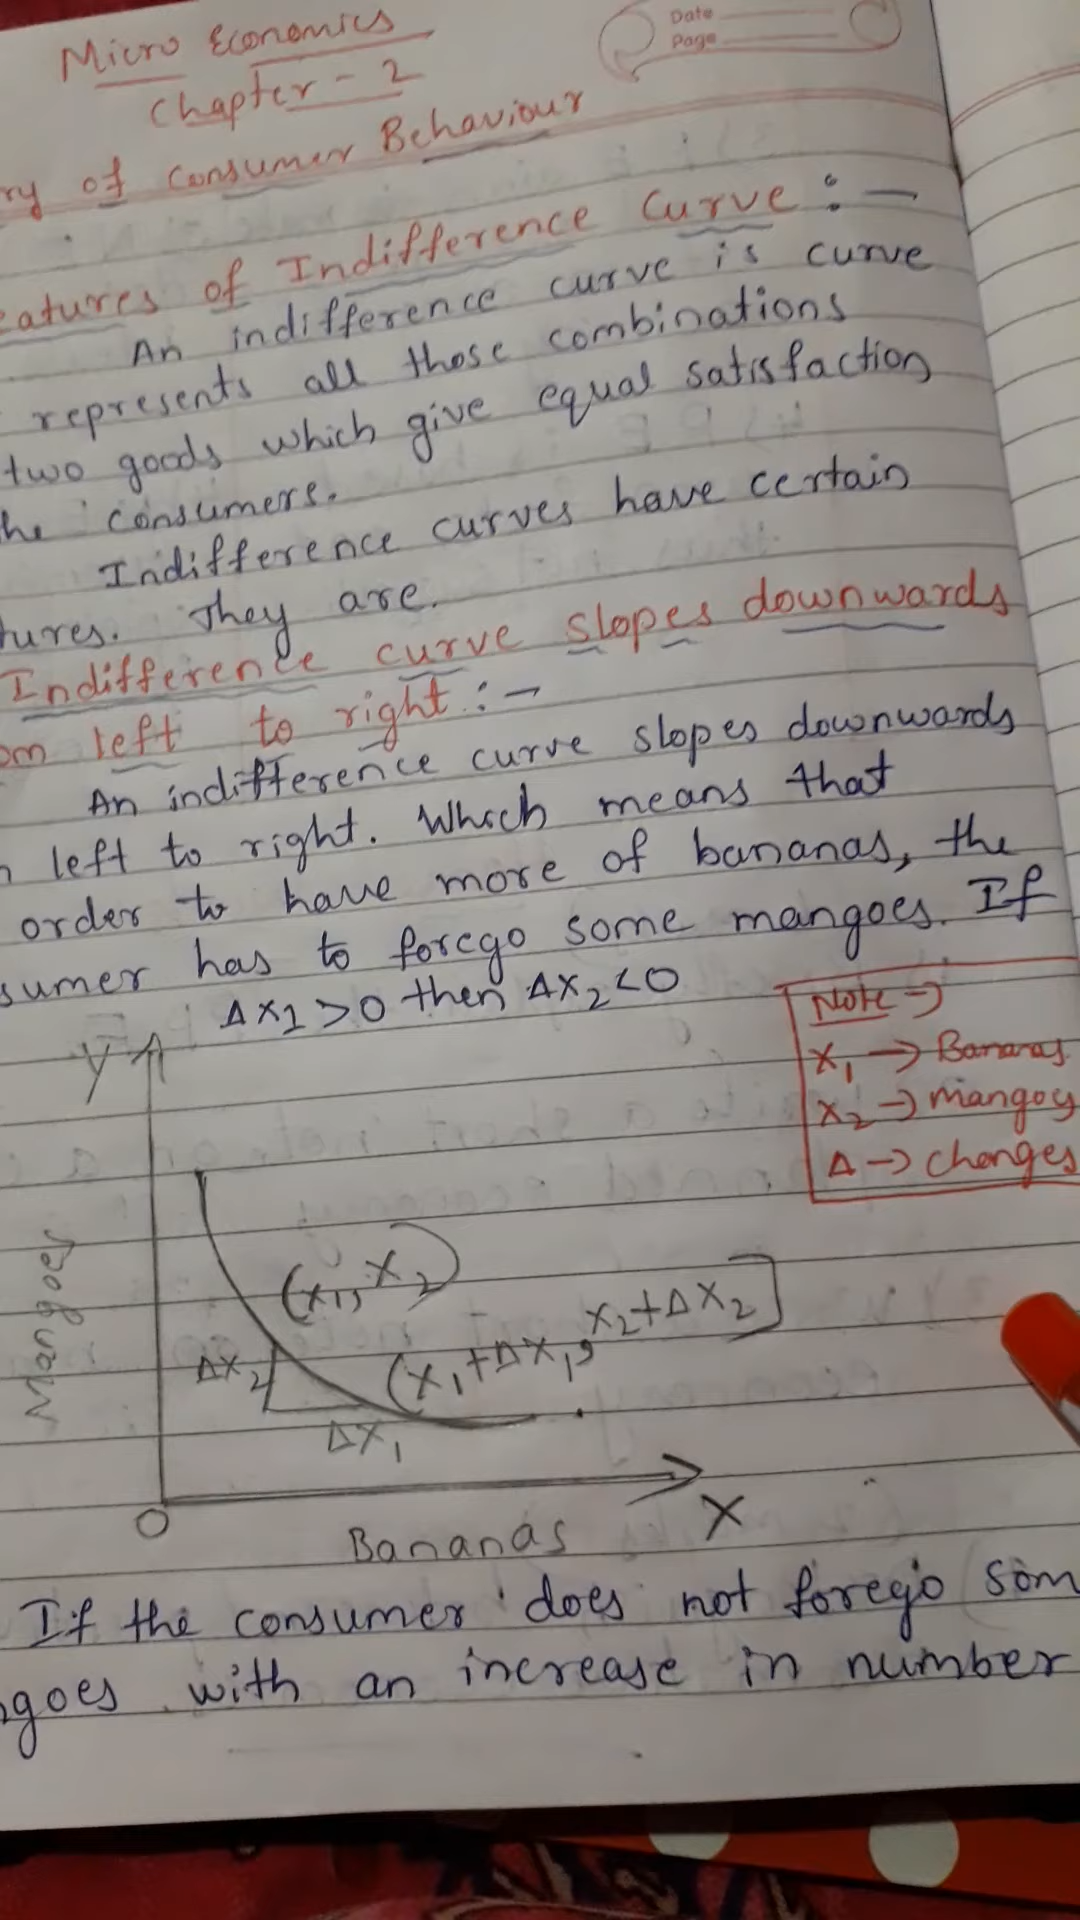 Date
Page
Micro Economics
Chapter - 2
ry of Consumer Behaviour
eatures of Indifference Curve :-
An indifference curve is curve
represents all those combinations
two goods which give equal satisfaction
he consumers.
Indifference curves have certain
tures. They are.
Indifference curve slopes downwards
om left to right :-
An indifference curve slopes downwards
left to right. Which means that
order to have more of bananas, the
sumer has to forego some mangoes. If
Δx1 >0 then Δx2 <0
Note →
x1 → Bananas
x2 → mangoes
Δ → changes
Y
Mangoes
(x1, x2)
(x1+Δx1, x2+Δx2]
Δx2
Δx1
O
X
Bananas
If the consumer does not forego som
goes with an increase in number